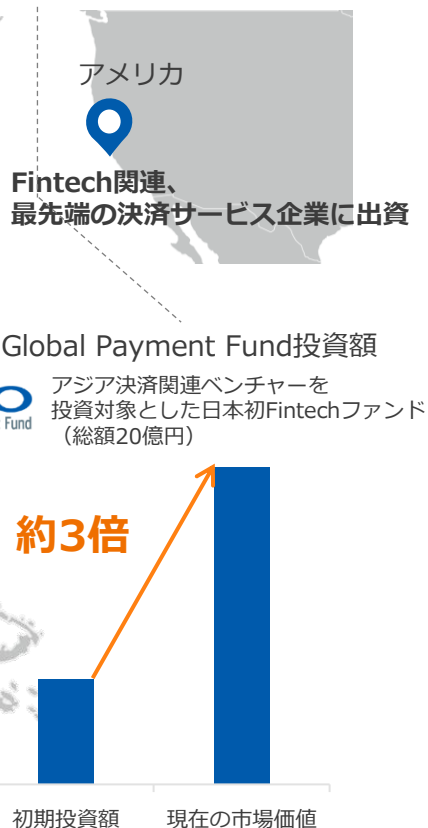 アメリカ
Fintech関連、
最先端の決済サービス企業に出資
Global Payment Fund投資額
アジア決済関連ベンチャーを
投資対象とした日本初Fintechファンド
（総額20億円）
Fund
約3倍
初期投資額
現在の市場価値